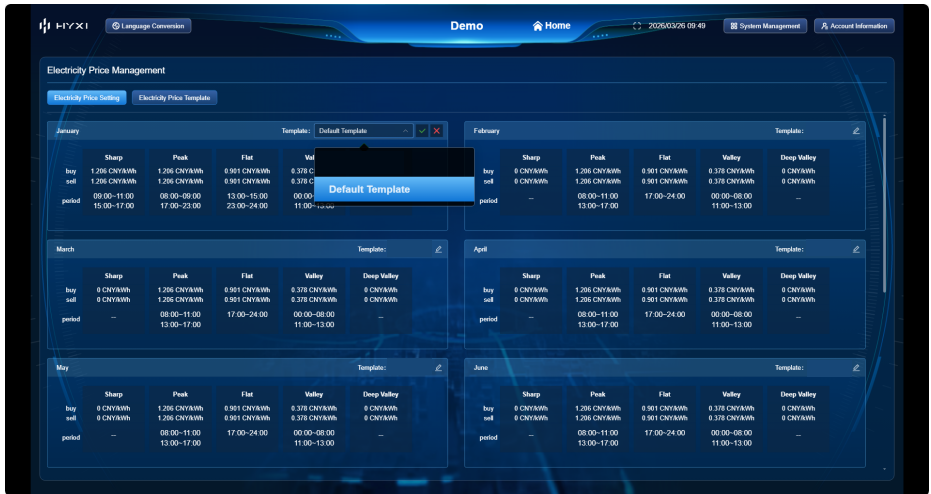 HYXI
Language Conversion
Demo
Home
2026/03/26 09:49
System Management
Account Information
Electricity Price Management
Electricity Price Setting
Electricity Price Template
January Template: Default Template
Sharp Peak Flat
buy 1.206 CNY/kWh 1.206 CNY/kWh 0.901 CNY/kWh
sell 1.206 CNY/kWh 1.206 CNY/kWh 0.901 CNY/kWh
period 09:00~11:00 08:00~09:00 13:00~15:00
15:00~17:00 17:00~23:00 23:00~24:00
Default Template
February Template:
Sharp Peak Flat Valley Deep Valley
buy 0 CNY/kWh 1.206 CNY/kWh 0.901 CNY/kWh 0.378 CNY/kWh 0 CNY/kWh
sell 0 CNY/kWh 1.206 CNY/kWh 0.901 CNY/kWh 0.378 CNY/kWh 0 CNY/kWh
period -- 08:00~11:00 17:00~24:00 00:00~08:00 --
13:00~17:00 11:00~13:00
March Template:
Sharp Peak Flat Valley Deep Valley
buy 0 CNY/kWh 1.206 CNY/kWh 0.901 CNY/kWh 0.378 CNY/kWh 0 CNY/kWh
sell 0 CNY/kWh 1.206 CNY/kWh 0.901 CNY/kWh 0.378 CNY/kWh 0 CNY/kWh
period -- 08:00~11:00 17:00~24:00 00:00~08:00 --
13:00~17:00 11:00~13:00
April Template:
Sharp Peak Flat Valley Deep Valley
buy 0 CNY/kWh 1.206 CNY/kWh 0.901 CNY/kWh 0.378 CNY/kWh 0 CNY/kWh
sell 0 CNY/kWh 1.206 CNY/kWh 0.901 CNY/kWh 0.378 CNY/kWh 0 CNY/kWh
period -- 08:00~11:00 17:00~24:00 00:00~08:00 --
13:00~17:00 11:00~13:00
May Template:
Sharp Peak Flat Valley Deep Valley
buy 0 CNY/kWh 1.206 CNY/kWh 0.901 CNY/kWh 0.378 CNY/kWh 0 CNY/kWh
sell 0 CNY/kWh 1.206 CNY/kWh 0.901 CNY/kWh 0.378 CNY/kWh 0 CNY/kWh
period -- 08:00~11:00 17:00~24:00 00:00~08:00 --
13:00~17:00 11:00~13:00
June Template:
Sharp Peak Flat Valley Deep Valley
buy 0 CNY/kWh 1.206 CNY/kWh 0.901 CNY/kWh 0.378 CNY/kWh 0 CNY/kWh
sell 0 CNY/kWh 1.206 CNY/kWh 0.901 CNY/kWh 0.378 CNY/kWh 0 CNY/kWh
period -- 08:00~11:00 17:00~24:00 00:00~08:00 --
13:00~17:00 11:00~13:00